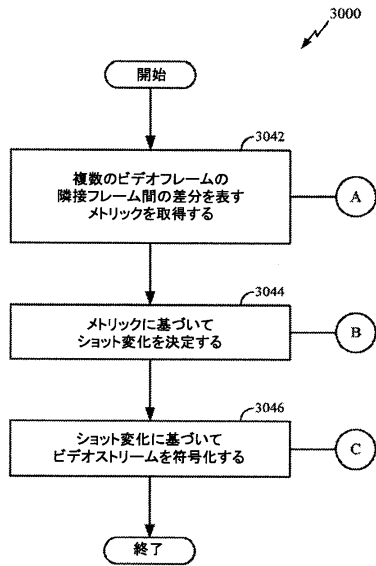 3000
開始
3042
複数のビデオフレームの
隣接フレーム間の差分を表す
メトリックを取得する
A
3044
メトリックに基づいて
ショット変化を決定する
B
3046
ショット変化に基づいて
ビデオストリームを符号化する
C
終了